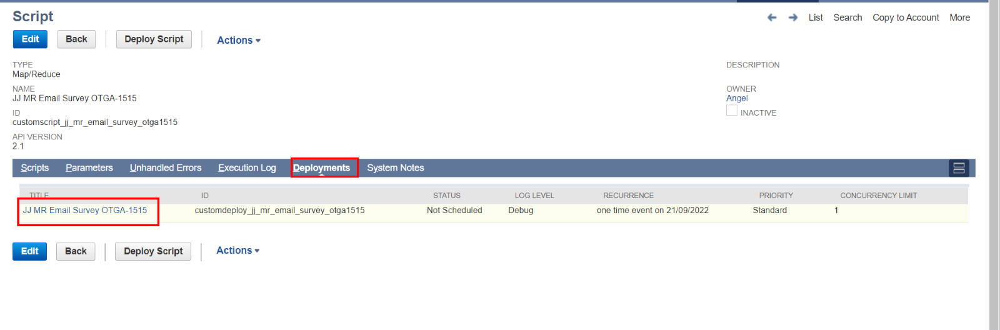 Script
List Search Copy to Account More
Edit Back Deploy Script Actions
TYPE
Map/Reduce
NAME
JJ MR Email Survey OTGA-1515
ID
customscript_jj_mr_email_survey_otga1515
API VERSION
2.1
DESCRIPTION
OWNER
Angel
INACTIVE
Scripts Parameters Unhandled Errors Execution Log Deployments System Notes
TITLE ID STATUS LOG LEVEL RECURRENCE PRIORITY CONCURRENCY LIMIT
JJ MR Email Survey OTGA-1515 customdeploy_jj_mr_email_survey_otga1515 Not Scheduled Debug one time event on 21/09/2022 Standard 1
Edit Back Deploy Script Actions